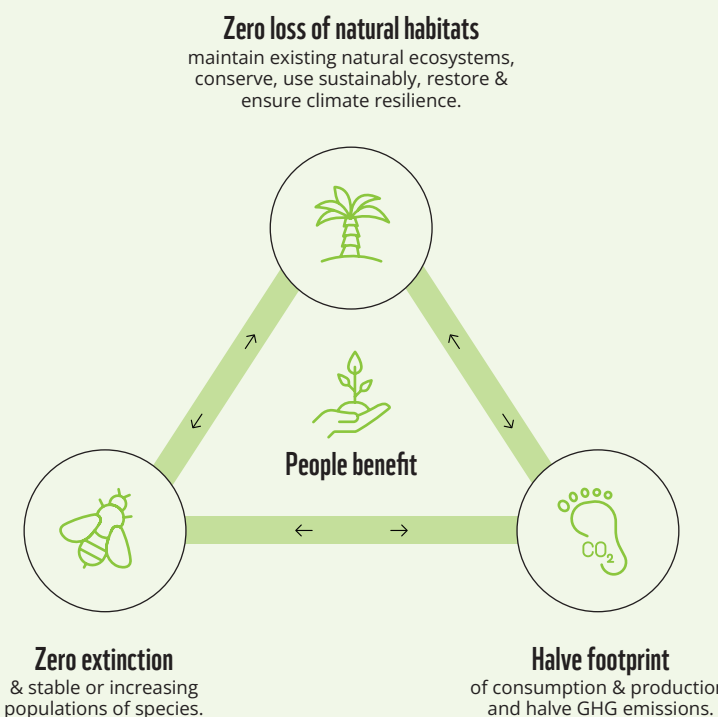 Zero loss of natural habitats
maintain existing natural ecosystems,
conserve, use sustainably, restore &
ensure climate resilience.
People benefit
CO₂
Zero extinction
& stable or increasing
populations of species.
Halve footprint
of consumption & production
and halve GHG emissions.